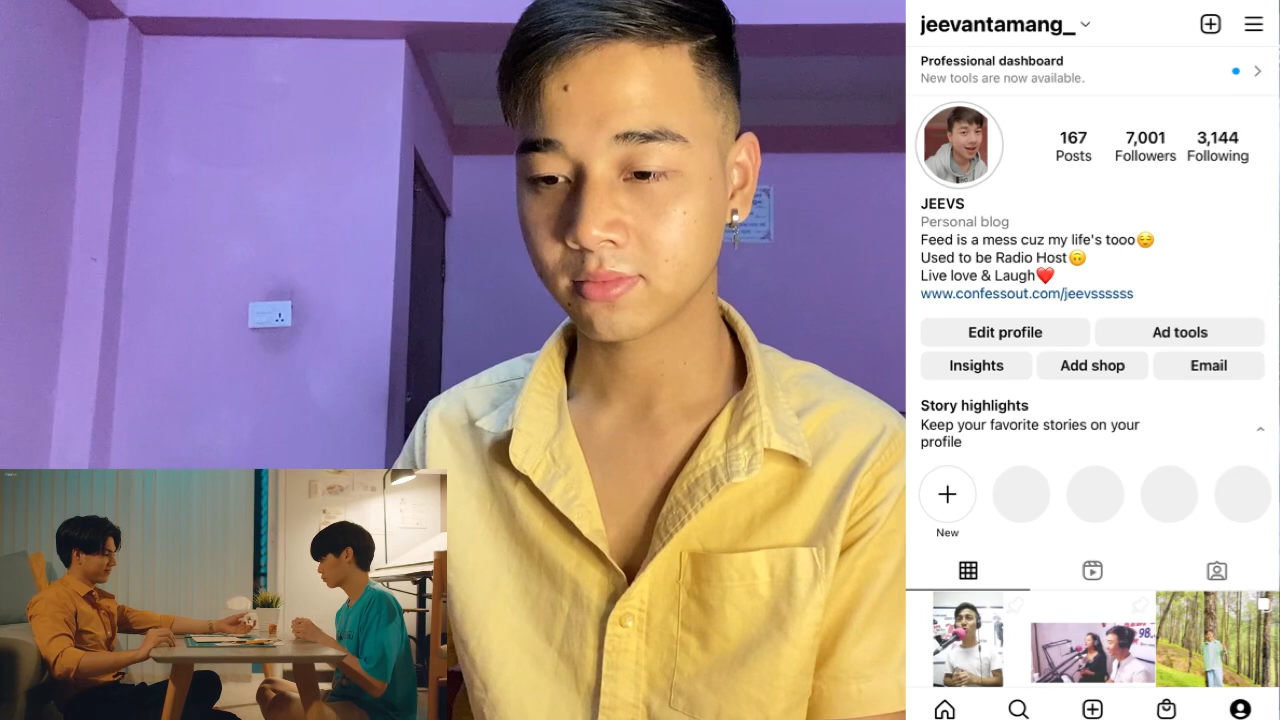 jeevantamang_
Professional dashboard
New tools are now available.
167
Posts
7,001
Followers
3,144
Following
JEEVS
Personal blog
Feed is a mess cuz my life's tooo😌
Used to be Radio Host🙃
Live love & Laugh❤️
www.confessout.com/jeevssssss
Edit profile
Ad tools
Insights
Add shop
Email
Story highlights
Keep your favorite stories on your
profile
New
98.